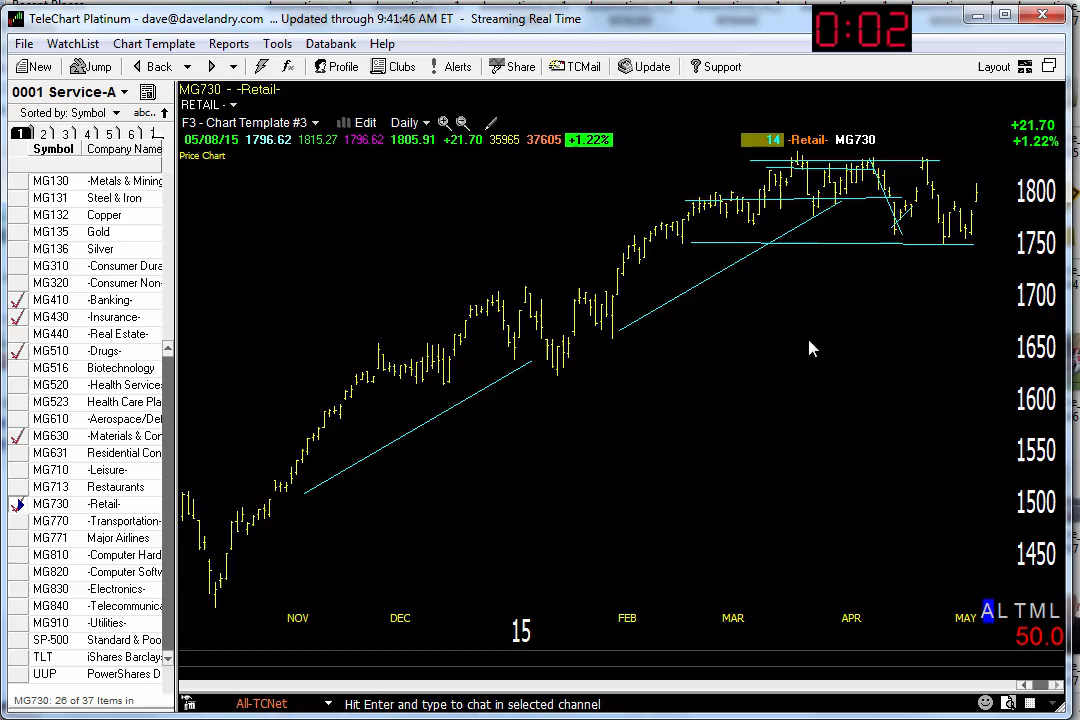 TeleChart Platinum - dave@davelandry.com ... Updated through 9:41:46 AM ET - Streaming Real Time
0:02
File WatchList Chart Template Reports Tools Databank Help
New Jump Back Profile Clubs Alerts Share TCMail Update Support Layout
0001 Service-A
Sorted by: Symbol abc..
1 2 3 4 5 6
Symbol Company Name
MG130 -Metals & Mining
MG131 Steel & Iron
MG132 Copper
MG135 Gold
MG136 Silver
MG310 -Consumer Dura
MG320 -Consumer Non-
MG410 -Banking-
MG430 -Insurance-
MG440 -Real Estate-
MG510 -Drugs-
MG516 Biotechnology
MG520 -Health Service
MG523 Health Care Pla
MG610 -Aerospace/De
MG630 -Materials & Con
MG631 Residential Con
MG710 -Leisure-
MG713 Restaurants
MG730 -Retail-
MG770 -Transportation-
MG771 Major Airlines
MG810 -Computer Hard
MG820 -Computer Softw
MG830 -Electronics-
MG840 -Telecommunica
MG910 -Utilities-
SP-500 Standard & Poo
TLT iShares Barclay
UUP PowerShares D
MG730: 26 of 37 Items in
MG730 - -Retail-
RETAIL -
F3 - Chart Template #3 Edit Daily
05/08/15 1796.62 1815.27 1796.62 1805.91 +21.70 35965 37605 +1.22%
14 -Retail- MG730
+21.70
+1.22%
Price Chart
1800
1750
1700
1650
1600
1550
1500
1450
NOV DEC 15 FEB MAR APR MAY
A L T M L
50.0
All-TCNet Hit Enter and type to chat in selected channel